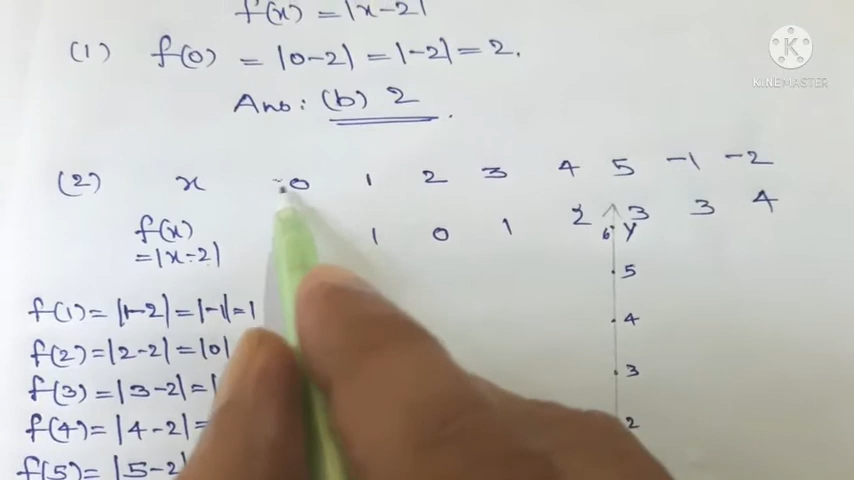 f(x) = |x-2|
(1) f(0) = |0-2| = |-2| = 2.
Ans: (b) 2.
(2) x 0 1 2 3 4 5 -1 -2
f(x) 1 0 1 2 3 3 4
= |x-2|
6 y
5
f(1) = |1-2| = |-1| = 1
4
f(2) = |2-2| = |0|
3
f(3) = |3-2| = |
f(4) = |4-2| =
2
f(5) = |5-2|
K
KINEMASTER